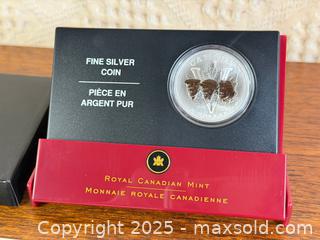 FINE SILVER
COIN
PIÈCE EN
ARGENT PUR
ROYAL CANADIAN MINT
MONNAIE ROYALE CANADIENNE
Copyright 2025 - maxsold.com